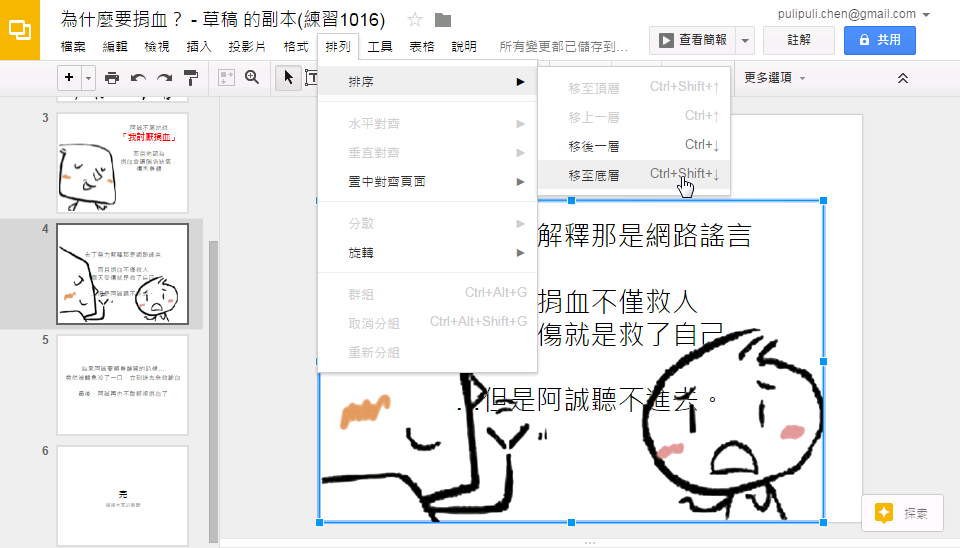 為什麼要捐血？ - 草稿 的副本(練習1016)
pulipuli.chen@gmail.com
檔案 編輯 檢視 插入 投影片 格式 排列 工具 表格 說明 所有變更都已儲存到...
查看簡報 註解 共用
更多選項
排序
水平對齊
垂直對齊
置中對齊頁面
分散
旋轉
群組 Ctrl+Alt+G
取消分組 Ctrl+Alt+Shift+G
重新分組
移至頂層 Ctrl+Shift+↑
移上一層 Ctrl+↑
移後一層 Ctrl+↓
移至底層 Ctrl+Shift+↓
3
「我討厭捐血」
4
5
6
完
解釋那是網路謠言
捐血不僅救人
傷就是救了自己
…但是阿誠聽不進去。
探索